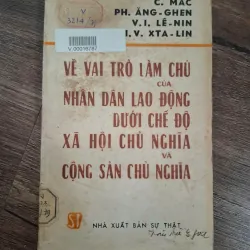 C. MÁC
PH. ĂNG-GHEN
V.I. LÊ-NIN
I.V. XTA-LIN
V.00016787
VỀ VAI TRÒ LÀM CHỦ
CỦA
NHÂN DÂN LAO ĐỘNG
DƯỚI CHẾ ĐỘ
XÃ HỘI CHỦ NGHĨA
VÀ
CỘNG SẢN CHỦ NGHĨA
ST
NHÀ XUẤT BẢN SỰ THẬT